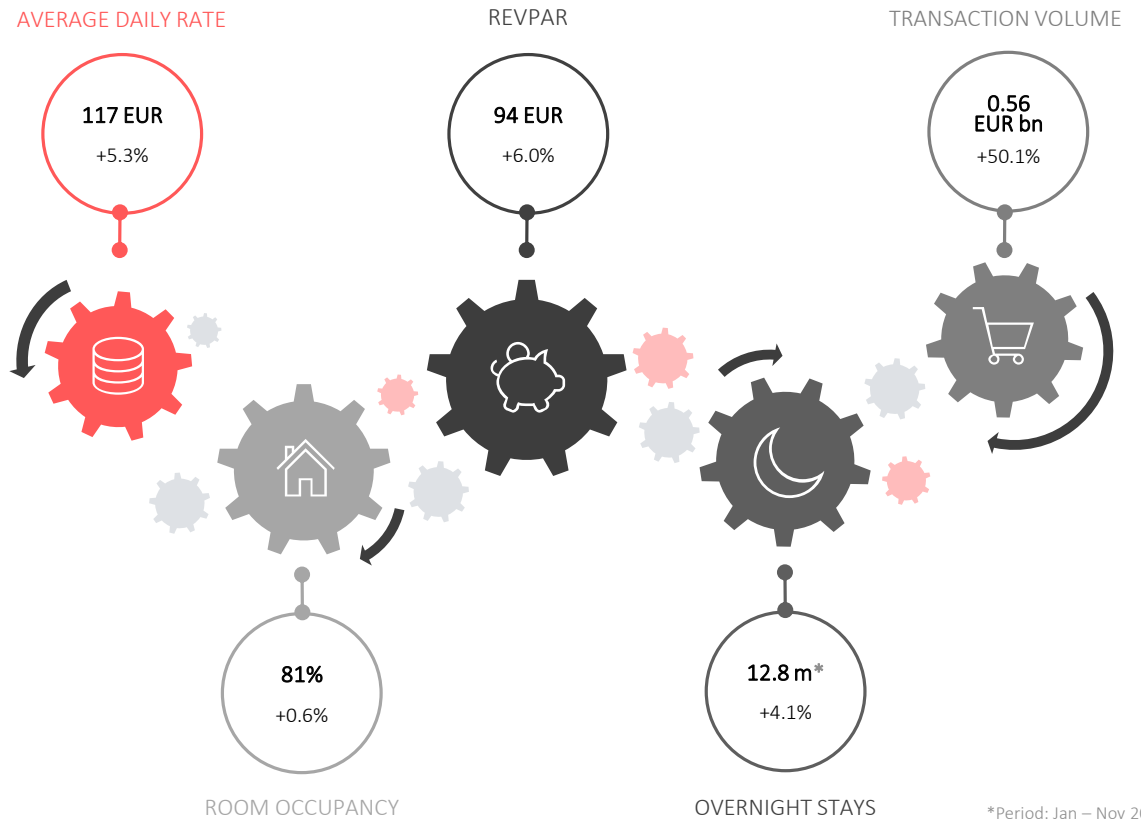 AVERAGE DAILY RATE
117 EUR
+5.3%
REVPAR
94 EUR
+6.0%
TRANSACTION VOLUME
0.56
EUR bn
+50.1%
81%
+0.6%
ROOM OCCUPANCY
12.8 m*
+4.1%
OVERNIGHT STAYS
*Period: Jan – Nov